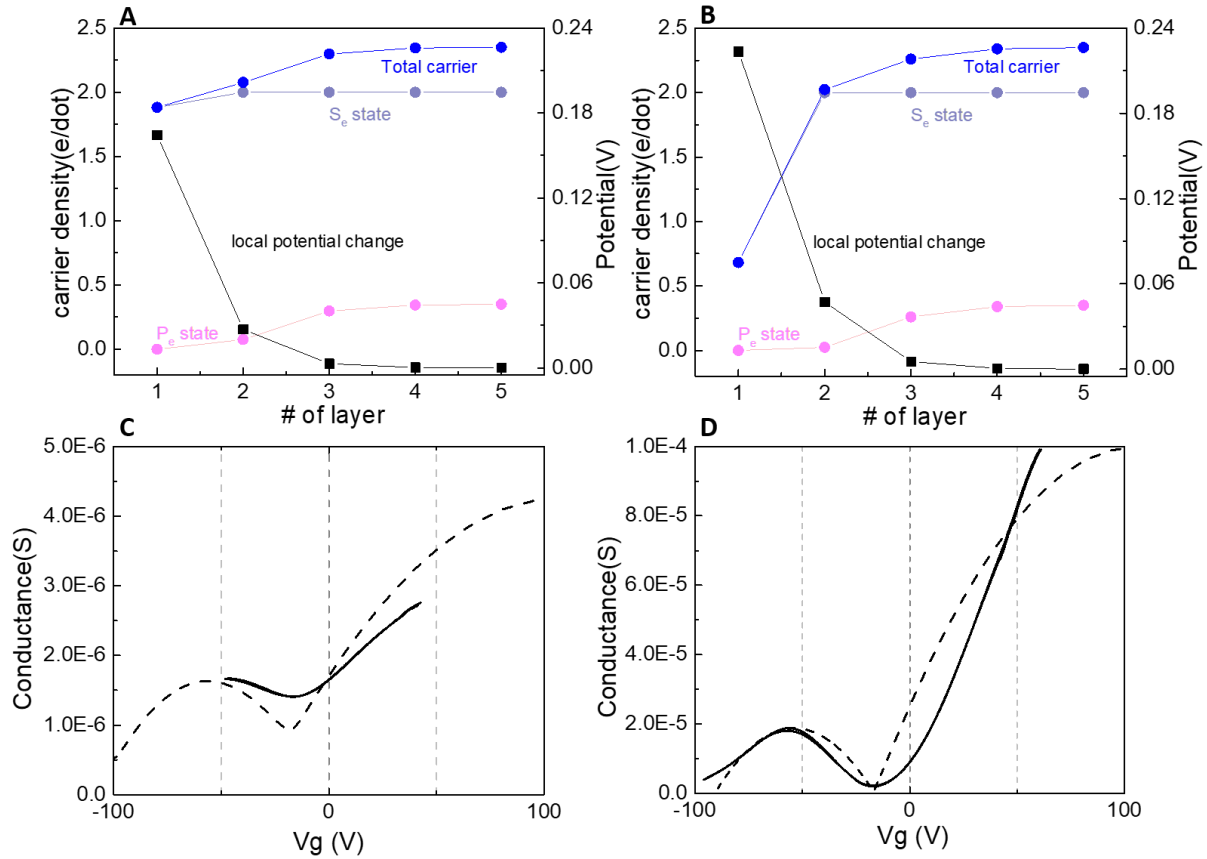 A
2.5
2.0
1.5
1.0
0.5
0.0
carrier density(e/dot)
Total carrier
Se state
local potential change
Pe state
0.24
0.18
0.12
0.06
0.00
Potential(V)
1 2 3 4 5
# of layer
B
2.5
2.0
1.5
1.0
0.5
0.0
carrier density(e/dot)
Total carrier
Se state
local potential change
Pe state
0.24
0.18
0.12
0.06
0.00
Potential(V)
1 2 3 4 5
# of layer
C
5.0E-6
4.0E-6
3.0E-6
2.0E-6
1.0E-6
0.0
Conductance(S)
-100 0 100
Vg (V)
D
1.0E-4
8.0E-5
6.0E-5
4.0E-5
2.0E-5
0.0
Conductance(S)
-100 0 100
Vg (V)